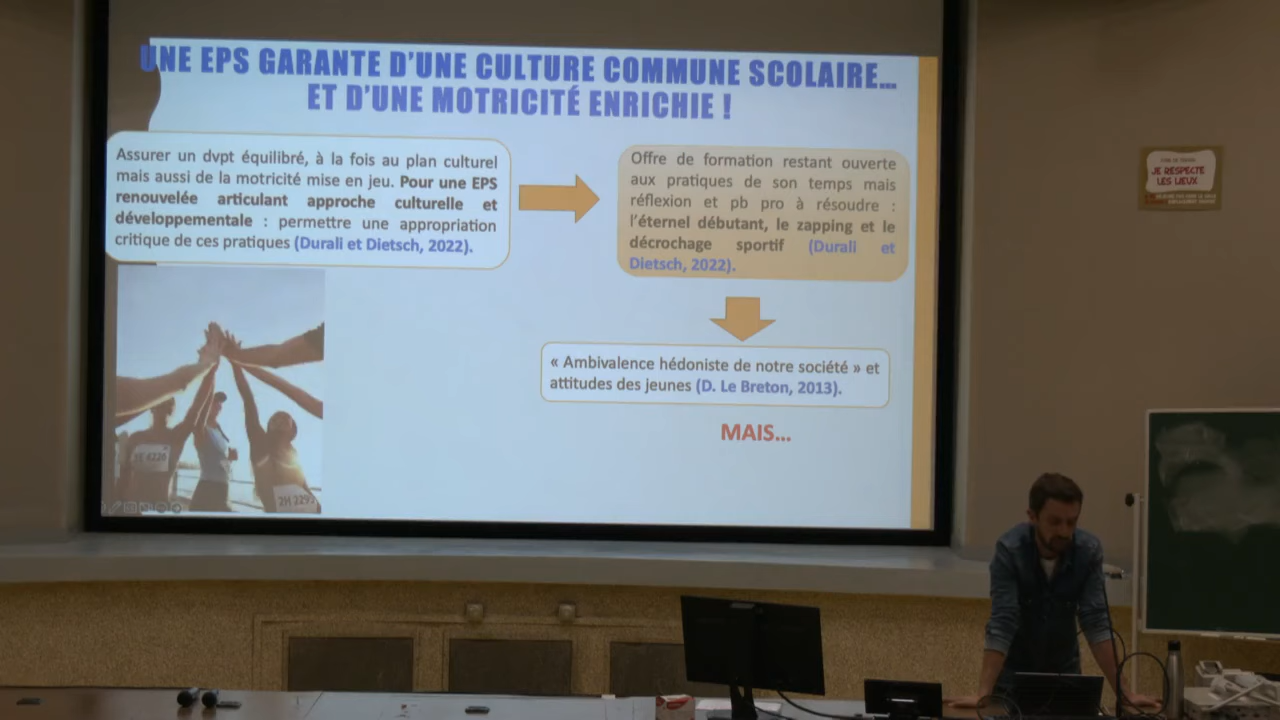 UNE EPS GARANTE D'UNE CULTURE COMMUNE SCOLAIRE...
ET D'UNE MOTRICITÉ ENRICHIE !
Assurer un dvpt équilibré, à la fois au plan culturel
mais aussi de la motricité mise en jeu. Pour une EPS
renouvelée articulant approche culturelle et
développementale : permettre une appropriation
critique de ces pratiques (Durali et Dietsch, 2022).
Offre de formation restant ouverte
aux pratiques de son temps mais
réflexion et pb pro à résoudre :
l'éternel débutant, le zapping et le
décrochage sportif (Durali et
Dietsch, 2022).
« Ambivalence hédoniste de notre société » et
attitudes des jeunes (D. Le Breton, 2013).
MAIS...
JE RESPECTE
LES LIEUX